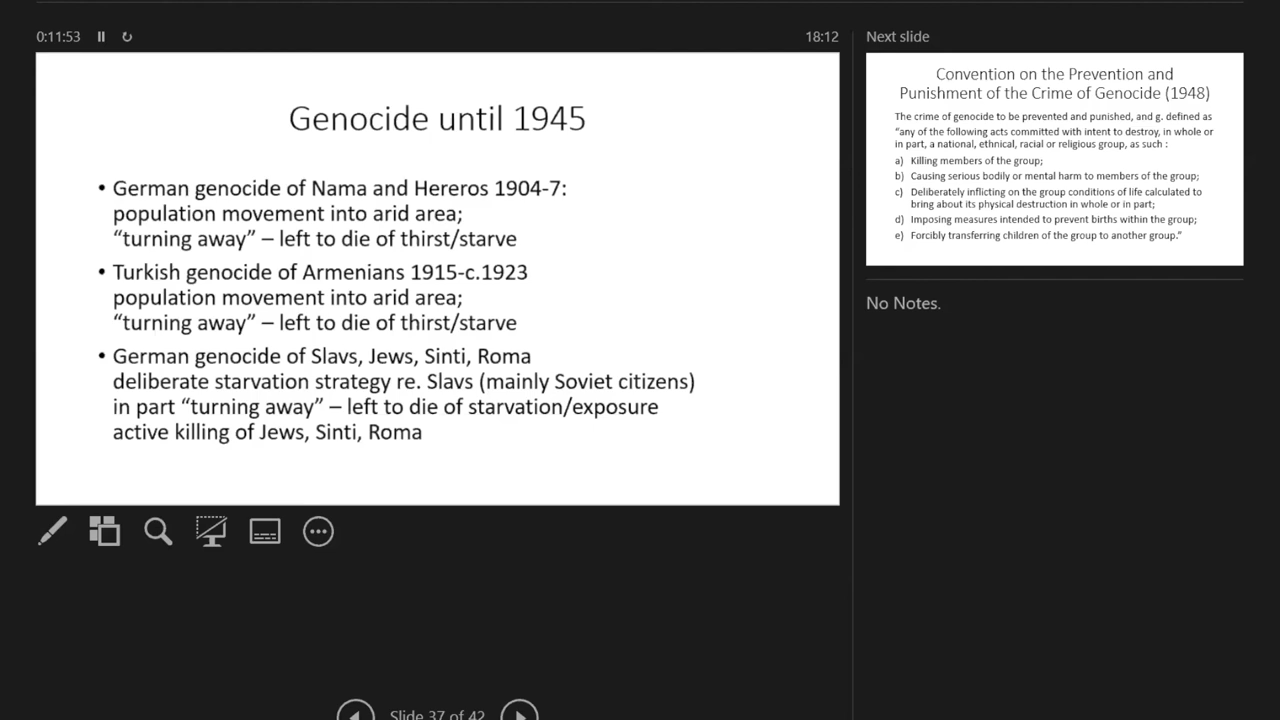 0:11:53
18:12
Next slide
Genocide until 1945
• German genocide of Nama and Hereros 1904-7:
population movement into arid area;
“turning away” – left to die of thirst/starve
• Turkish genocide of Armenians 1915-c.1923
population movement into arid area;
“turning away” – left to die of thirst/starve
• German genocide of Slavs, Jews, Sinti, Roma
deliberate starvation strategy re. Slavs (mainly Soviet citizens)
in part “turning away” – left to die of starvation/exposure
active killing of Jews, Sinti, Roma
Convention on the Prevention and
Punishment of the Crime of Genocide (1948)
The crime of genocide to be prevented and punished, and g. defined as
“any of the following acts committed with intent to destroy, in whole or
in part, a national, ethnical, racial or religious group, as such :
a) Killing members of the group;
b) Causing serious bodily or mental harm to members of the group;
c) Deliberately inflicting on the group conditions of life calculated to
bring about its physical destruction in whole or in part;
d) Imposing measures intended to prevent births within the group;
e) Forcibly transferring children of the group to another group.”
No Notes.
Slide 37 of 42